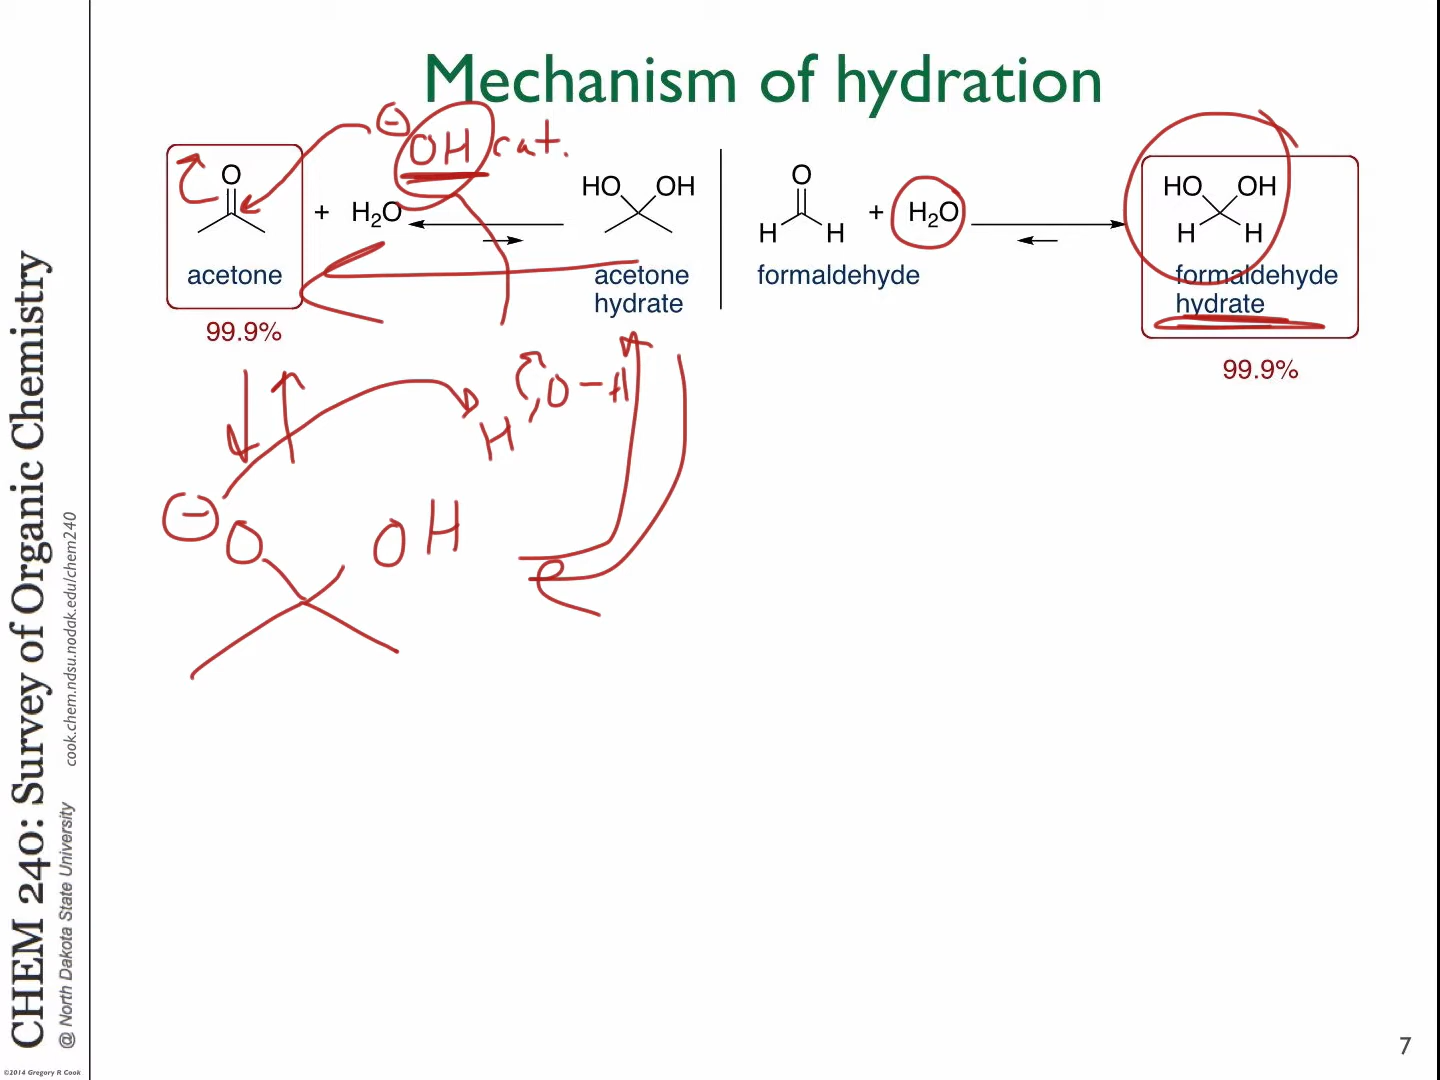 Mechanism of hydration
⊖
OH cat.
O
+ H2O
HO OH
O
H H
+ H2O
HO OH
H H
acetone
acetone
hydrate
formaldehyde
formaldehyde
hydrate
99.9%
99.9%
H O – H
⊖
O OH
CHEM 240: Survey of Organic Chemistry
@ North Dakota State University cook.chem.ndsu.nodak.edu/chem240
©2014 Gregory R Cook
7